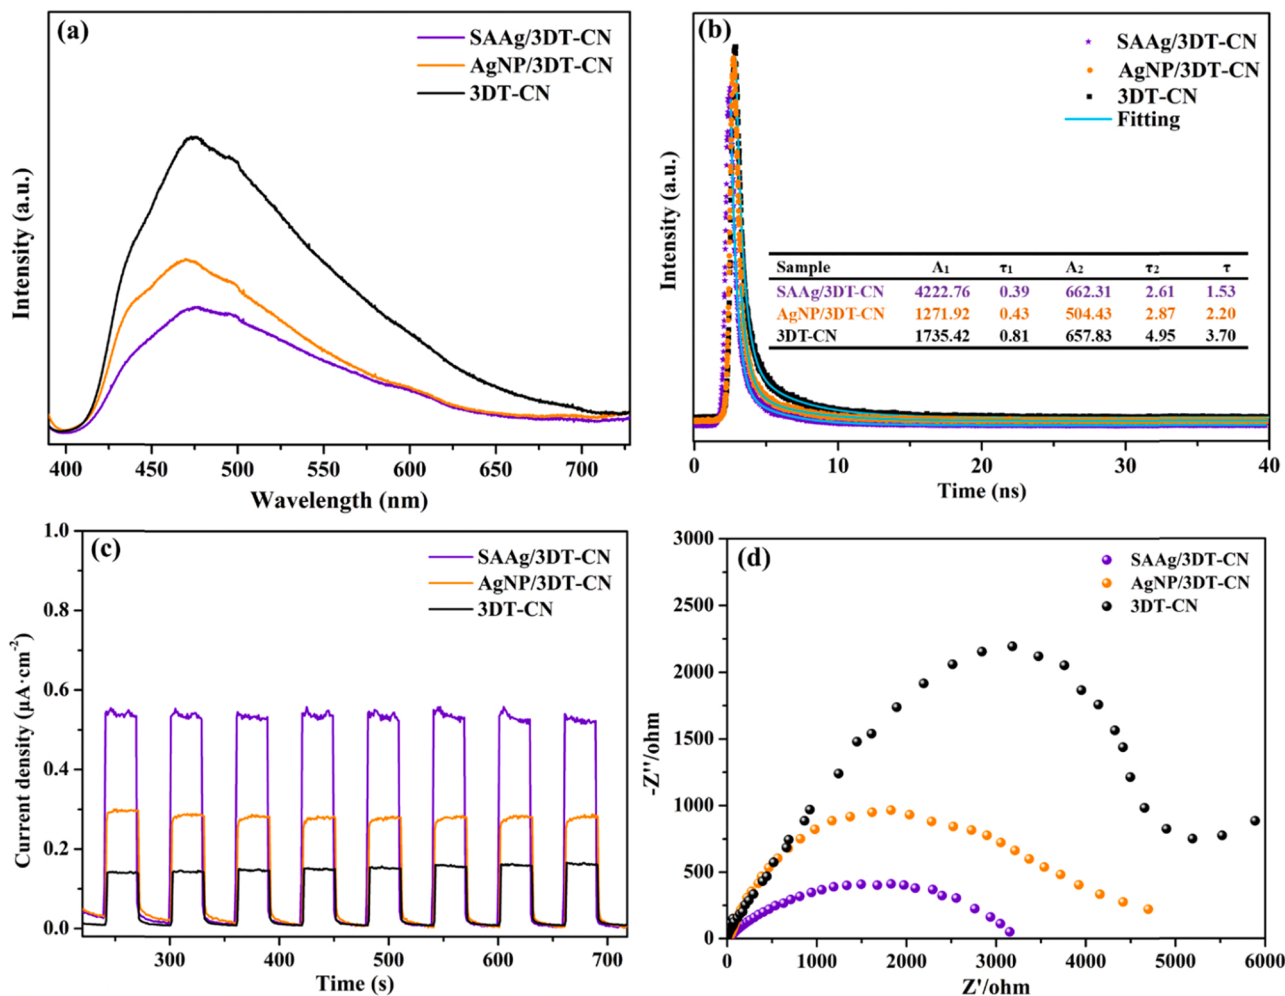 (a)
SAAg/3DT-CN
AgNP/3DT-CN
3DT-CN
Intensity (a.u.)
400 450 500 550 600 650 700
Wavelength (nm)
(b)
SAAg/3DT-CN
AgNP/3DT-CN
3DT-CN
Fitting
Intensity (a.u.)
Sample A₁ τ₁ A₂ τ₂ τ
SAAg/3DT-CN 4222.76 0.39 662.31 2.61 1.53
AgNP/3DT-CN 1271.92 0.43 504.43 2.87 2.20
3DT-CN 1735.42 0.81 657.83 4.95 3.70
0 10 20 30 40
Time (ns)
(c)
SAAg/3DT-CN
AgNP/3DT-CN
3DT-CN
Current density (μA·cm⁻²)
1.0
0.8
0.6
0.4
0.2
0.0
300 400 500 600 700
Time (s)
(d)
SAAg/3DT-CN
AgNP/3DT-CN
3DT-CN
-Z''/ohm
3000
2500
2000
1500
1000
500
0
0 1000 2000 3000 4000 5000 6000
Z'/ohm